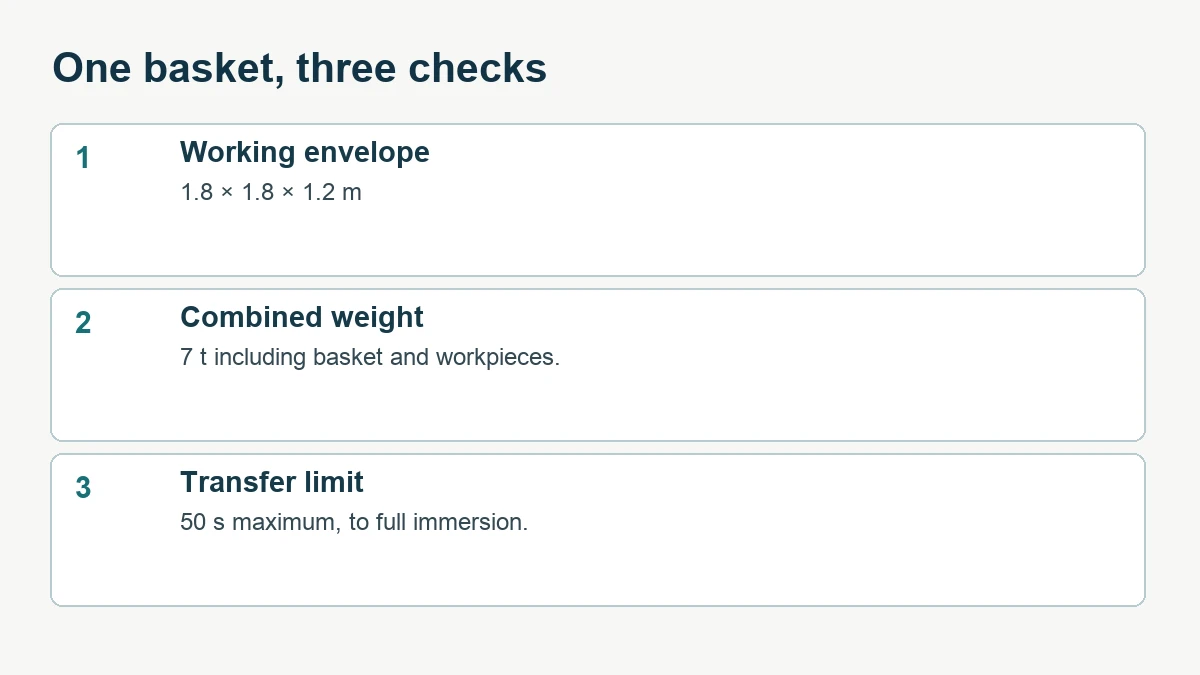 One basket, three checks
1
Working envelope
1.8 × 1.8 × 1.2 m
2
Combined weight
7 t including basket and workpieces.
3
Transfer limit
50 s maximum, to full immersion.